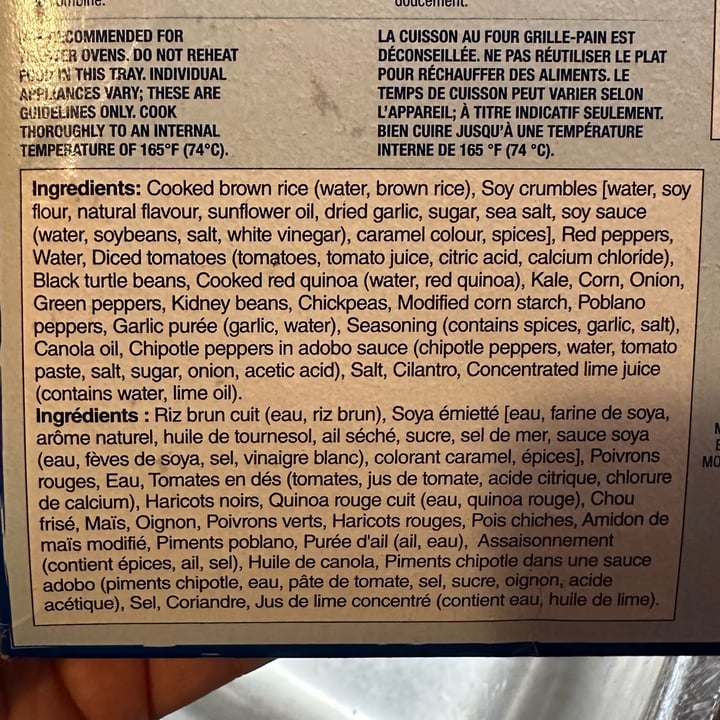 doucement.
COMMENDED FOR
OVENS. DO NOT REHEAT
IN THIS TRAY. INDIVIDUAL
APPLIANCES VARY; THESE ARE
GUIDELINES ONLY. COOK
THOROUGHLY TO AN INTERNAL
TEMPERATURE OF 165°F (74°C).
LA CUISSON AU FOUR GRILLE-PAIN EST
DÉCONSEILLÉE. NE PAS RÉUTILISER LE PLAT
POUR RÉCHAUFFER DES ALIMENTS. LE
TEMPS DE CUISSON PEUT VARIER SELON
L'APPAREIL; À TITRE INDICATIF SEULEMENT.
BIEN CUIRE JUSQU'À UNE TEMPÉRATURE
INTERNE DE 165 °F (74 °C).
Ingredients: Cooked brown rice (water, brown rice), Soy crumbles [water, soy
flour, natural flavour, sunflower oil, dried garlic, sugar, sea salt, soy sauce
(water, soybeans, salt, white vinegar), caramel colour, spices], Red peppers,
Water, Diced tomatoes (tomatoes, tomato juice, citric acid, calcium chloride),
Black turtle beans, Cooked red quinoa (water, red quinoa), Kale, Corn, Onion,
Green peppers, Kidney beans, Chickpeas, Modified corn starch, Poblano
peppers, Garlic purée (garlic, water), Seasoning (contains spices, garlic, salt),
Canola oil, Chipotle peppers in adobo sauce (chipotle peppers, water, tomato
paste, salt, sugar, onion, acetic acid), Salt, Cilantro, Concentrated lime juice
(contains water, lime oil).
Ingrédients : Riz brun cuit (eau, riz brun), Soya émietté [eau, farine de soya,
arôme naturel, huile de tournesol, ail séché, sucre, sel de mer, sauce soya
(eau, fèves de soya, sel, vinaigre blanc), colorant caramel, épices], Poivrons
rouges, Eau, Tomates en dés (tomates, jus de tomate, acide citrique, chlorure
de calcium), Haricots noirs, Quinoa rouge cuit (eau, quinoa rouge), Chou
frisé, Maïs, Oignon, Poivrons verts, Haricots rouges, Pois chiches, Amidon de
maïs modifié, Piments poblano, Purée d'ail (ail, eau), Assaisonnement
(contient épices, ail, sel), Huile de canola, Piments chipotle dans une sauce
adobo (piments chipotle, eau, pâte de tomate, sel, sucre, oignon, acide
acétique), Sel, Coriandre, Jus de lime concentré (contient eau, huile de lime).